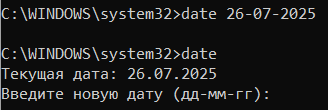 C:\WINDOWS\system32>date 26-07-2025
C:\WINDOWS\system32>date
Текущая дата: 26.07.2025
Введите новую дату (дд-мм-гг):